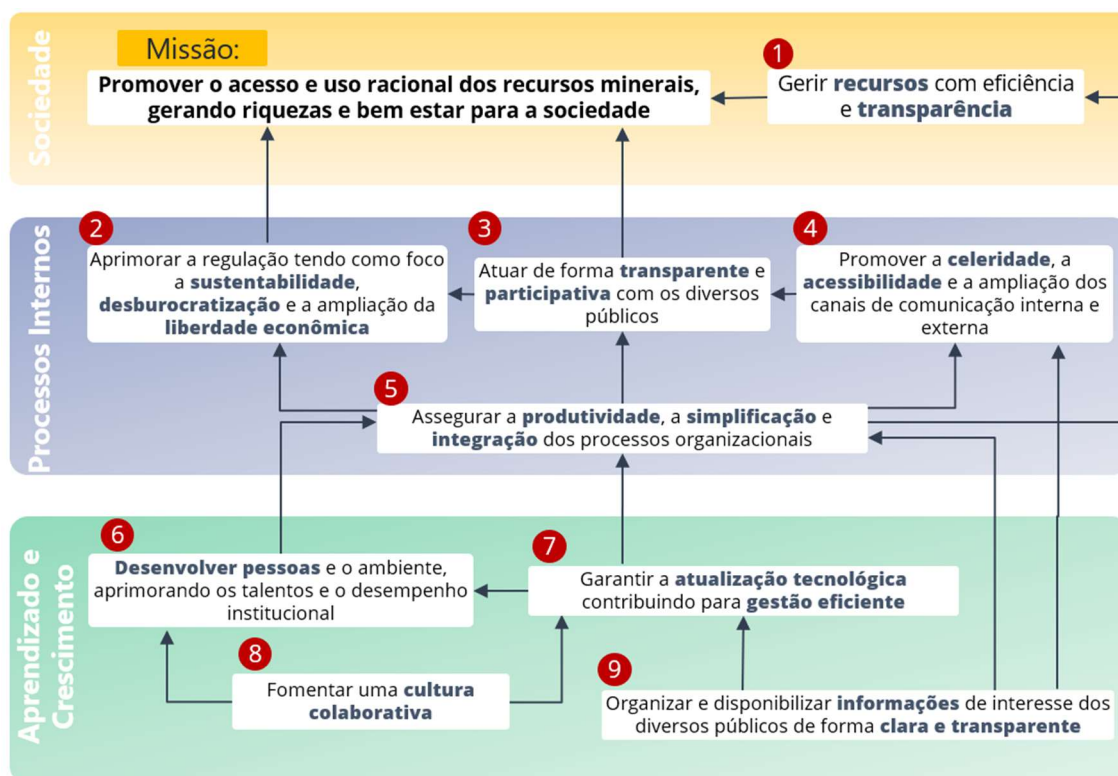 Sociedade
Missão:
Promover o acesso e uso racional dos recursos minerais,
gerando riquezas e bem estar para a sociedade
1
Gerir recursos com eficiência
e transparência
Processos Internos
2
Aprimorar a regulação tendo como foco
a sustentabilidade,
desburocratização e a ampliação da
liberdade econômica
3
Atuar de forma transparente e
participativa com os diversos
públicos
4
Promover a celeridade, a
acessibilidade e a ampliação dos
canais de comunicação interna e
externa
5
Assegurar a produtividade, a simplificação e
integração dos processos organizacionais
Aprendizado e
Crescimento
6
Desenvolver pessoas e o ambiente,
aprimorando os talentos e o desempenho
institucional
7
Garantir a atualização tecnológica
contribuindo para gestão eficiente
8
Fomentar uma cultura
colaborativa
9
Organizar e disponibilizar informações de interesse dos
diversos públicos de forma clara e transparente